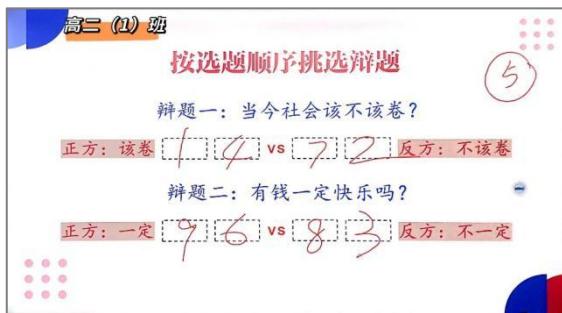 高二（1）班
按选题顺序挑选辩题
5
辩题一：当今社会该不该卷？
正方：该卷 1 4 vs 7 2 反方：不该卷
辩题二：有钱一定快乐吗？
正方：一定 9 6 vs 8 3 反方：不一定